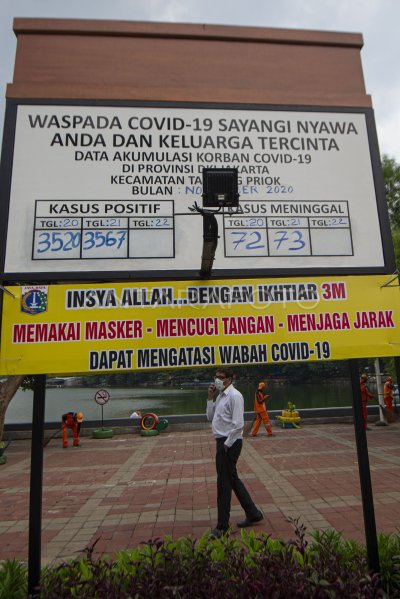 WASPADA COVID-19 SAYANGI NYAWA
ANDA DAN KELUARGA TERCINTA
DATA AKUMULASI KORBAN COVID-19
DI PROVINSI DKI JAKARTA
KECAMATAN TANJUNG PRIOK
BULAN : NOVEMBER 2020
KASUS POSITIF
TGL: 20 TGL: 21 TGL: 22
3520 3567
KASUS MENINGGAL
TGL: 20 TGL: 21 TGL: 22
72 73
JAYA RAYA
INSYA ALLAH...DENGAN IKHTIAR 3M
MEMAKAI MASKER - MENCUCI TANGAN - MENJAGA JARAK
DAPAT MENGATASI WABAH COVID-19